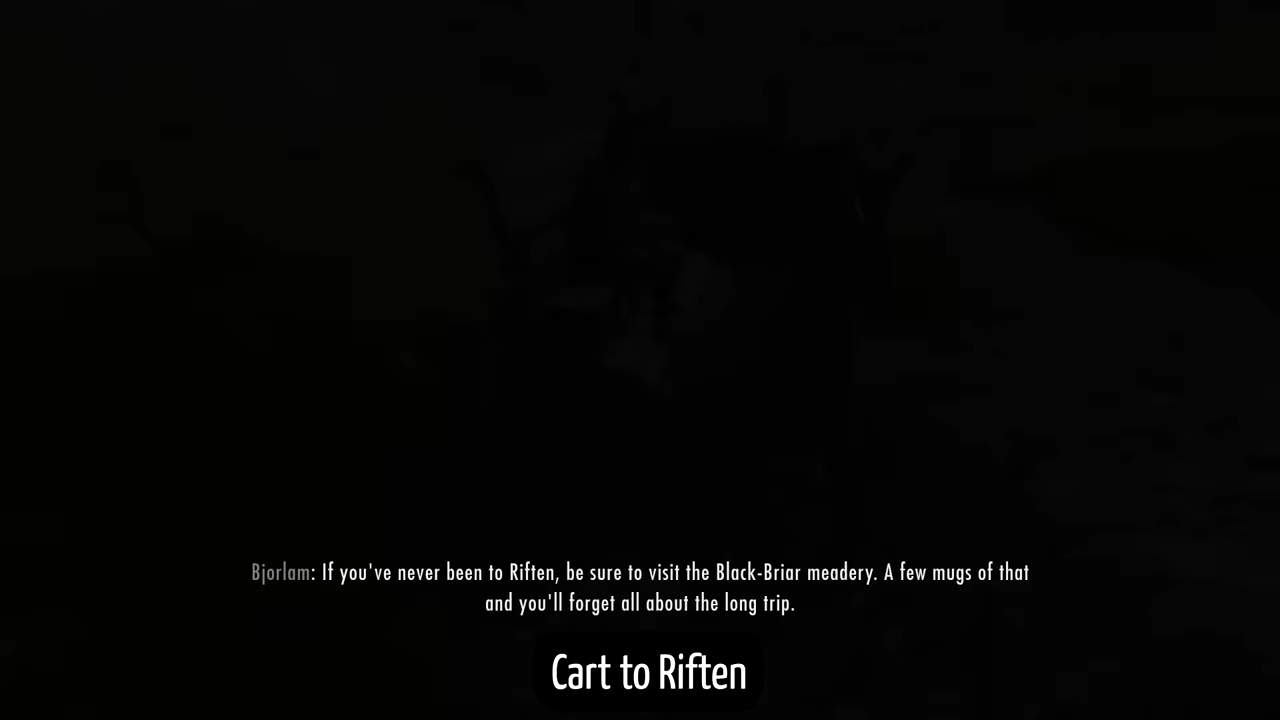 Bjorlam: If you've never been to Riften, be sure to visit the Black-Briar meadery. A few mugs of that
and you'll forget all about the long trip.
Cart to Riften